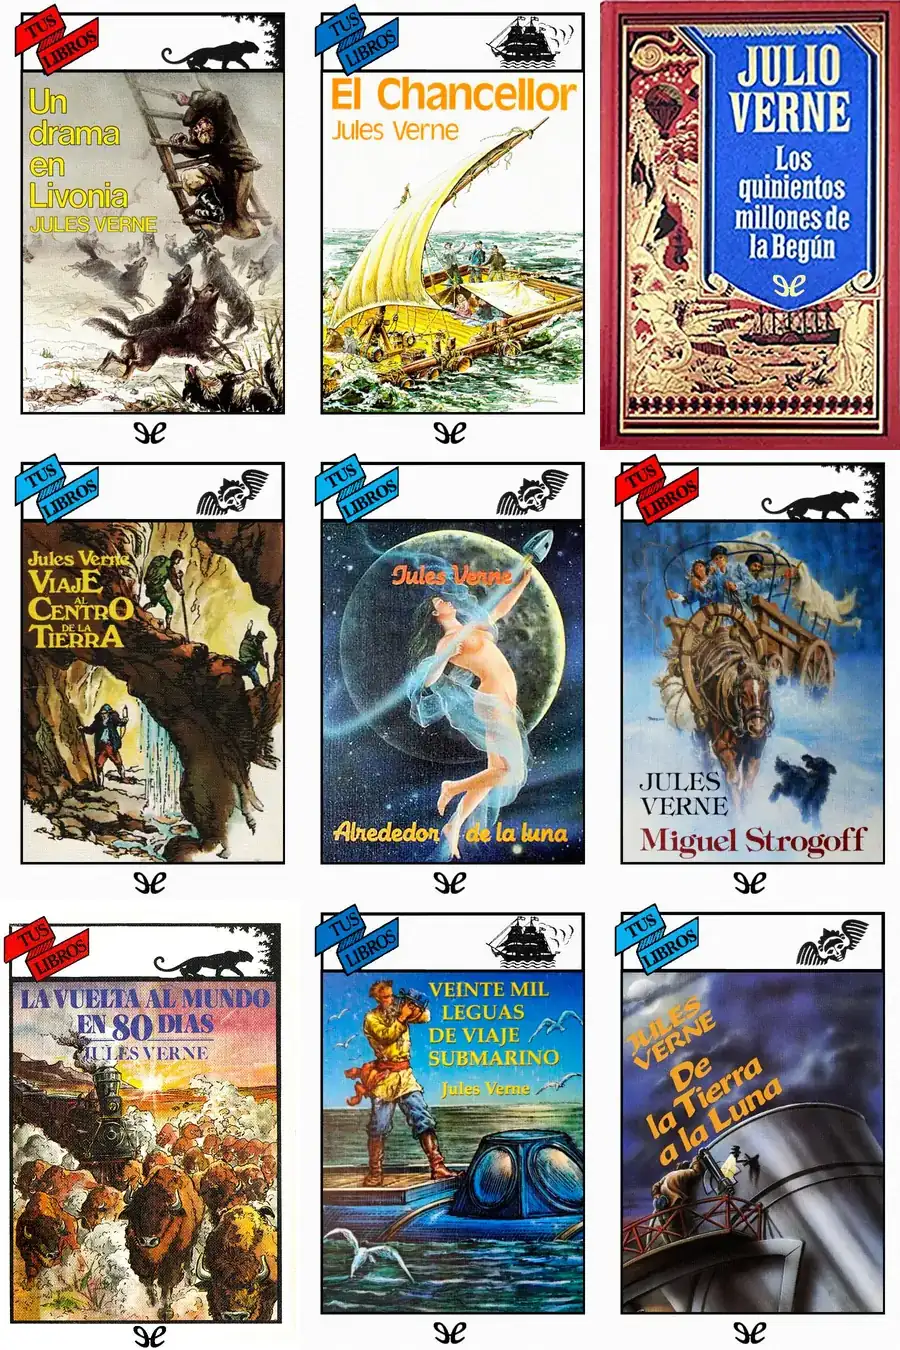 TUS
LIBROS
Un
drama
en
Livonia
JULES VERNE
TUS
LIBROS
El Chancellor
Jules Verne
JULIO
VERNE
Los
quinientos
millones de
la Begún
TUS
LIBROS
Jules Verne
VIAJE
AL
CENTRO
DE LA
TIERRA
TUS
LIBROS
Jules Verne
Alrededor de la luna
TUS
LIBROS
JULES
VERNE
Miguel Strogoff
TUS
LIBROS
LA VUELTA AL MUNDO
EN 80 DIAS
JULES VERNE
TUS
LIBROS
VEINTE MIL
LEGUAS
DE VIAJE
SUBMARINO
Jules Verne
TUS
LIBROS
JULES
VERNE
De
la Tierra
a la Luna